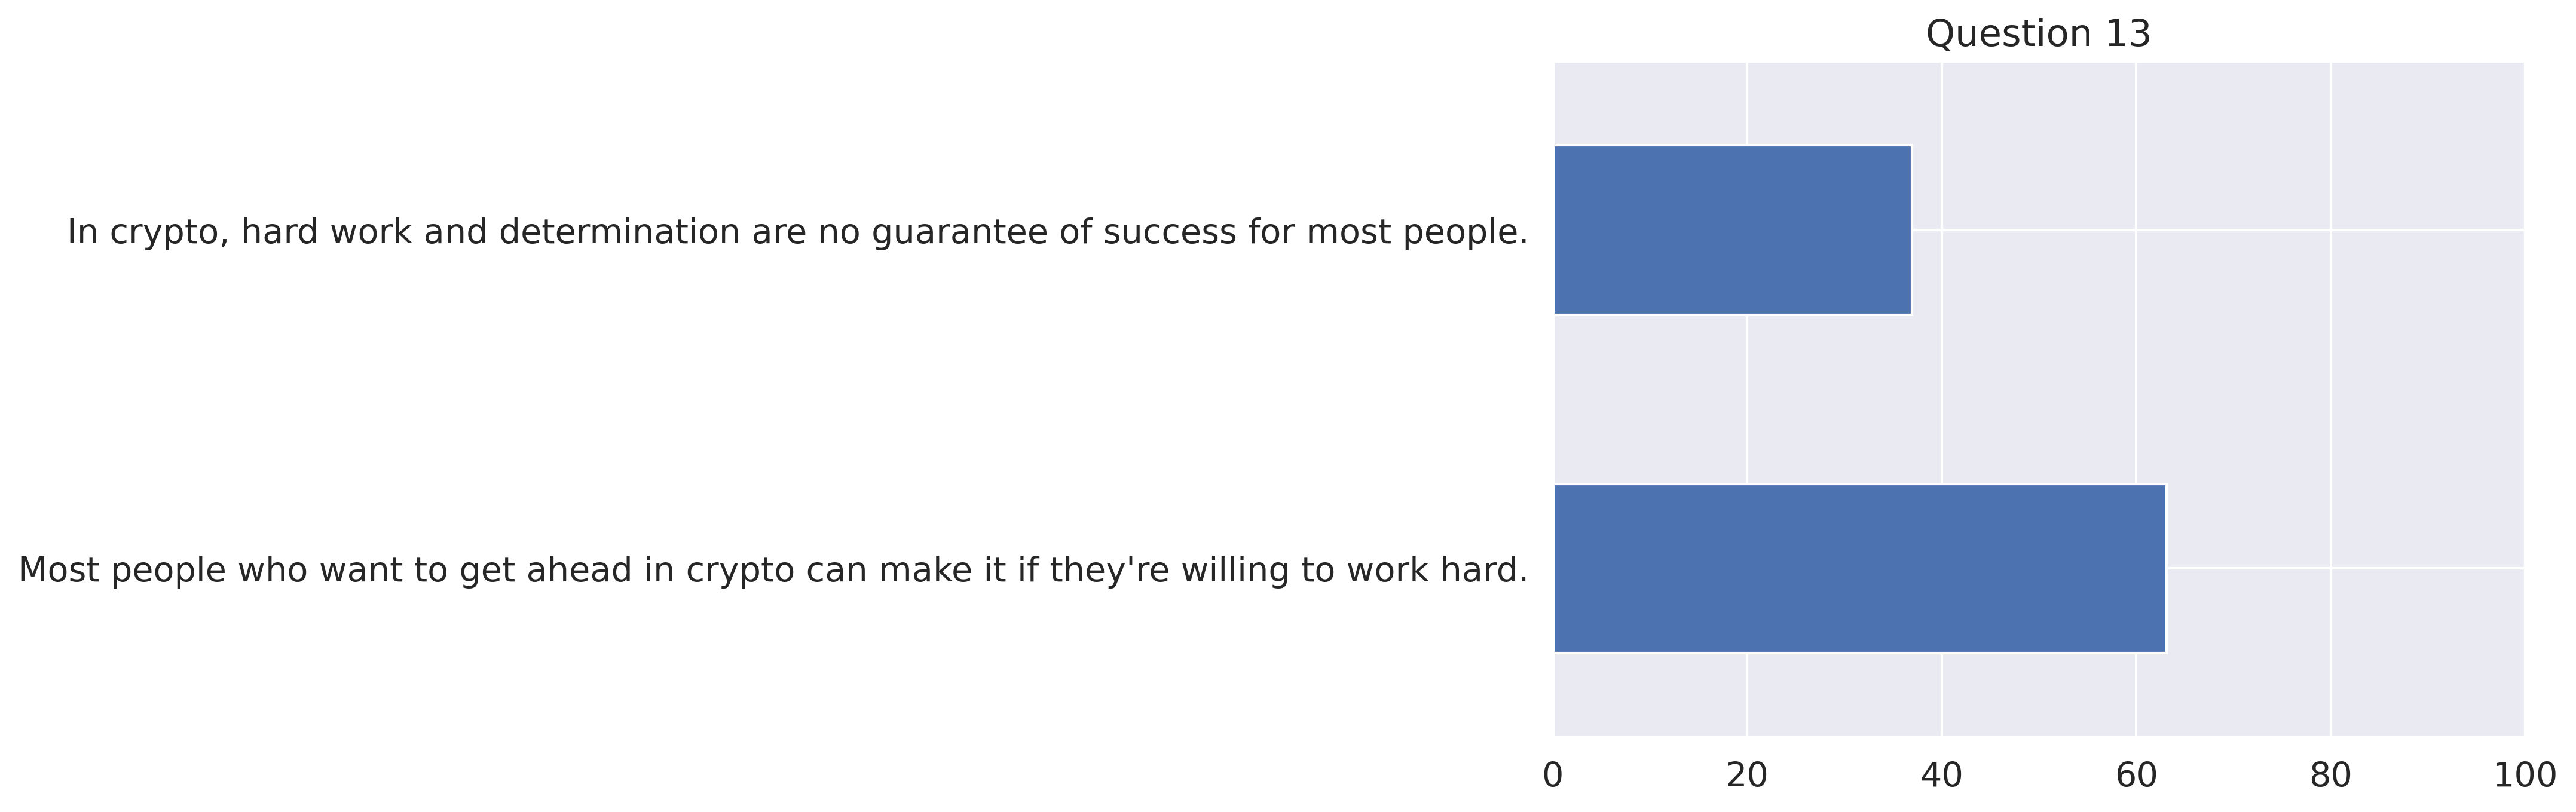 Question 13
In crypto, hard work and determination are no guarantee of success for most people.
Most people who want to get ahead in crypto can make it if they're willing to work hard.
0 20 40 60 80 100